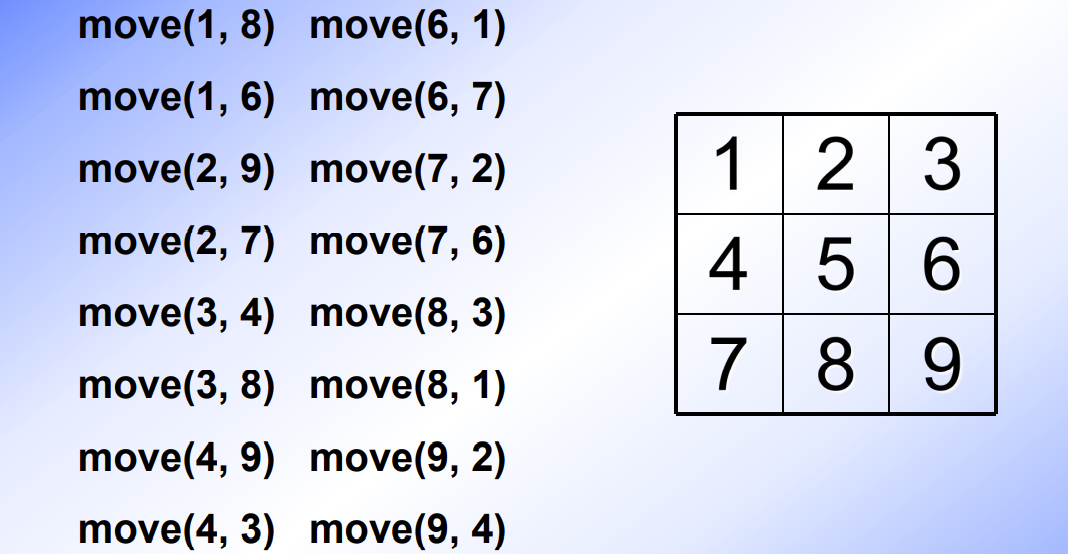 move(1, 8) move(6, 1)
move(1, 6) move(6, 7)
move(2, 9) move(7, 2)
move(2, 7) move(7, 6)
move(3, 4) move(8, 3)
move(3, 8) move(8, 1)
move(4, 9) move(9, 2)
move(4, 3) move(9, 4)
1 2 3
4 5 6
7 8 9